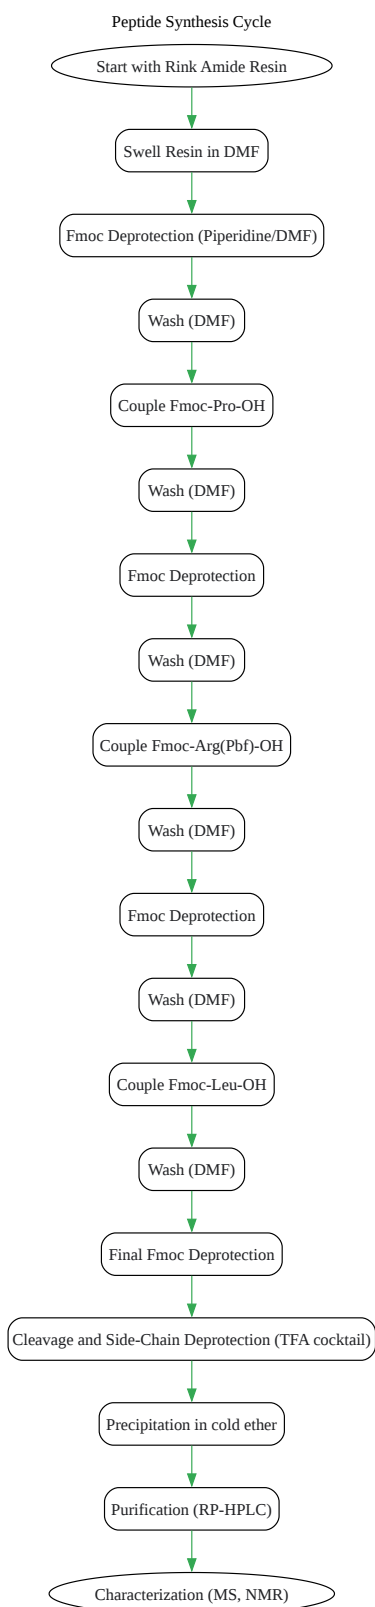 Peptide Synthesis Cycle
Start with Rink Amide Resin
Swell Resin in DMF
Fmoc Deprotection (Piperidine/DMF)
Wash (DMF)
Couple Fmoc-Pro-OH
Wash (DMF)
Fmoc Deprotection
Wash (DMF)
Couple Fmoc-Arg(Pbf)-OH
Wash (DMF)
Fmoc Deprotection
Wash (DMF)
Couple Fmoc-Leu-OH
Wash (DMF)
Final Fmoc Deprotection
Cleavage and Side-Chain Deprotection (TFA cocktail)
Precipitation in cold ether
Purification (RP-HPLC)
Characterization (MS, NMR)